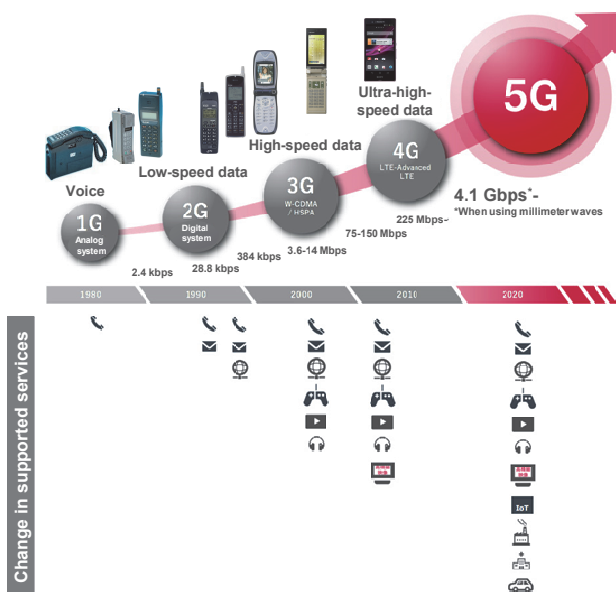 5G
Ultra-high-
speed data
High-speed data
4G
LTE-Advanced
LTE
Low-speed data
3G
W-CDMA
/ HSPA
Voice
2G
Digital
system
1G
Analog
system
4.1 Gbps*-
*When using millimeter waves
225 Mbps-
75-150 Mbps
3.6-14 Mbps
384 kbps
28.8 kbps
2.4 kbps
1980
1990
2000
2010
2020
Change in supported services
IoT